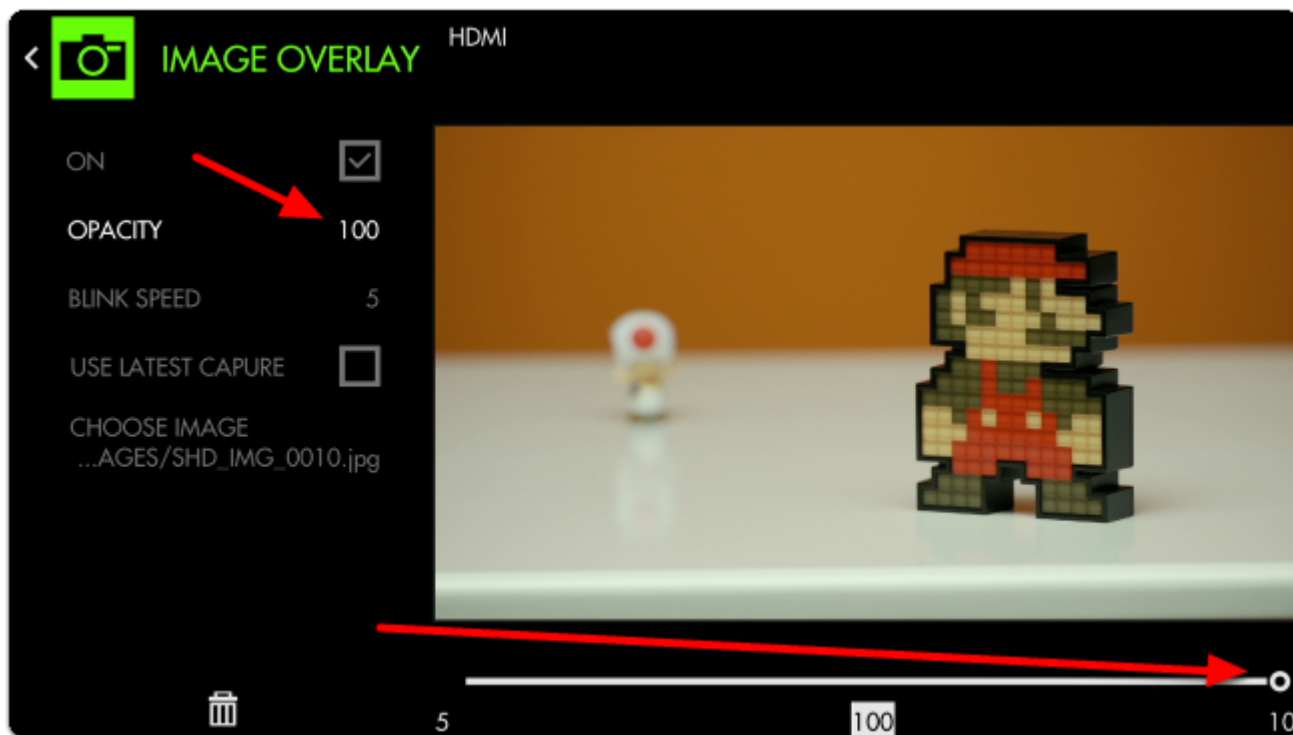 IMAGE OVERLAY
HDMI
ON
OPACITY 100
BLINK SPEED 5
USE LATEST CAPURE
CHOOSE IMAGE
...AGES/SHD_IMG_0010.jpg
5 100 10